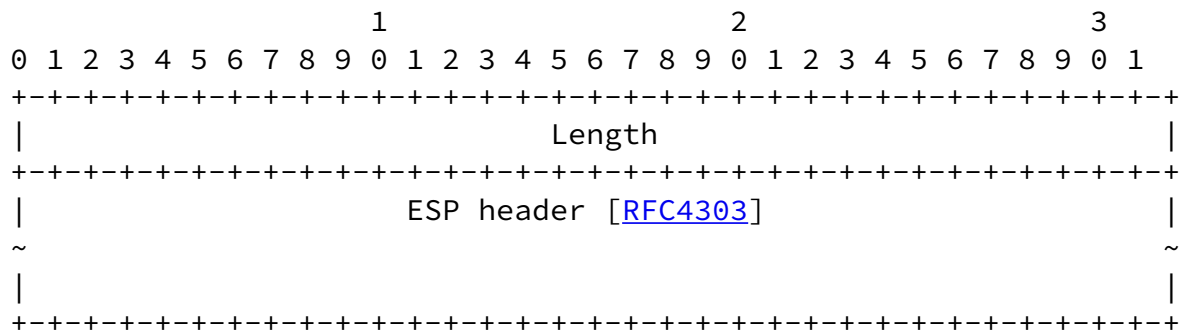 1                   2                   3
0 1 2 3 4 5 6 7 8 9 0 1 2 3 4 5 6 7 8 9 0 1 2 3 4 5 6 7 8 9 0 1
+-+-+-+-+-+-+-+-+-+-+-+-+-+-+-+-+-+-+-+-+-+-+-+-+-+-+-+-+-+-+-+-+
|                             Length                            |
+-+-+-+-+-+-+-+-+-+-+-+-+-+-+-+-+-+-+-+-+-+-+-+-+-+-+-+-+-+-+-+-+
|                     ESP header [RFC4303]                      |
~                                                               ~
|                                                               |
+-+-+-+-+-+-+-+-+-+-+-+-+-+-+-+-+-+-+-+-+-+-+-+-+-+-+-+-+-+-+-+-+